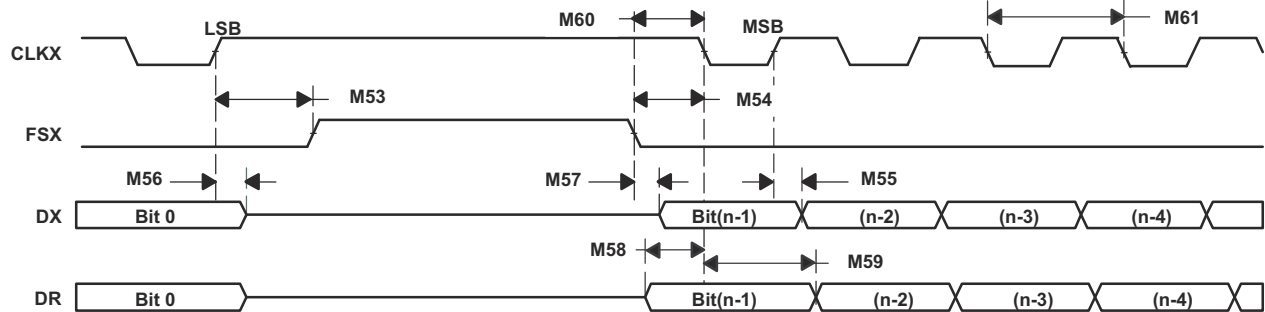 M60
M61
LSB
MSB
CLKX
M53
M54
FSX
M56
M57
M55
DX
Bit 0
Bit(n-1)
(n-2)
(n-3)
(n-4)
M58
M59
DR
Bit 0
Bit(n-1)
(n-2)
(n-3)
(n-4)